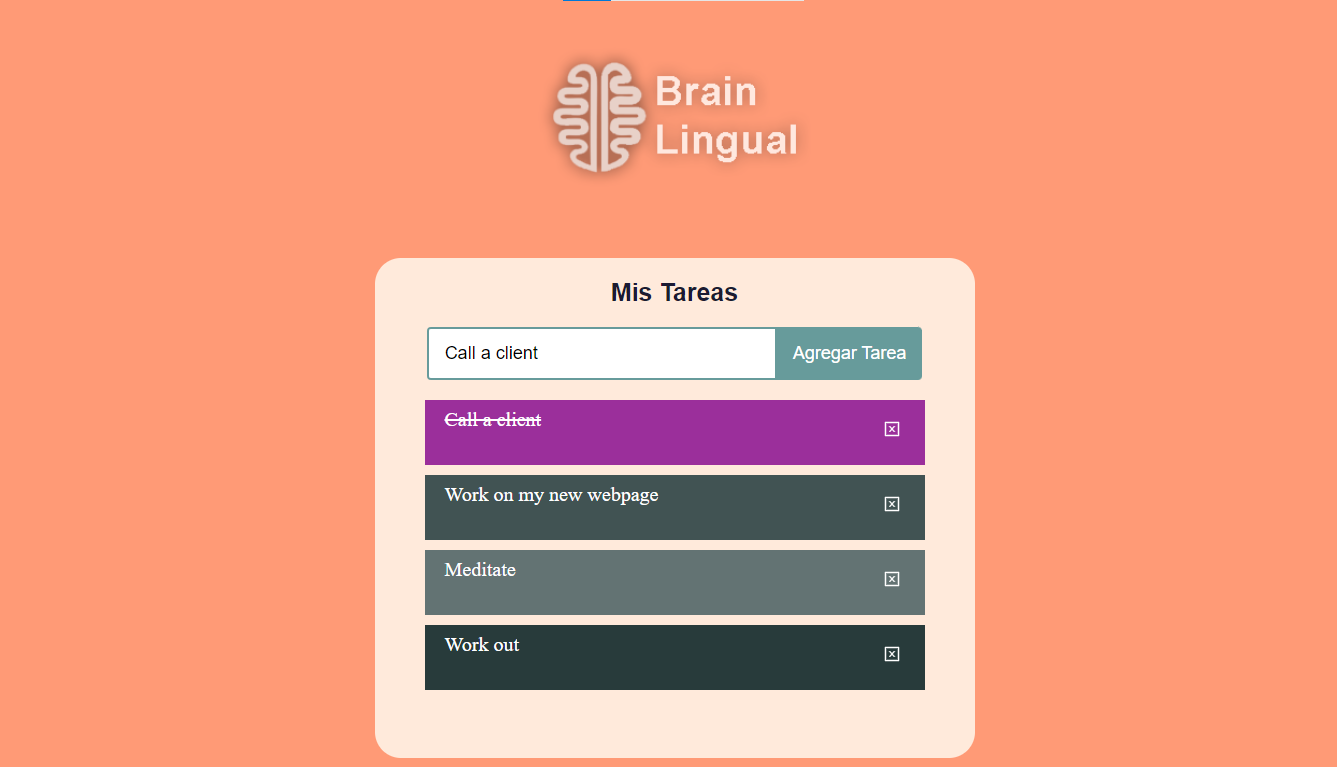 Brain
Lingual
Mis Tareas
Call a client
Agregar Tarea
Call a client
Work on my new webpage
Meditate
Work out